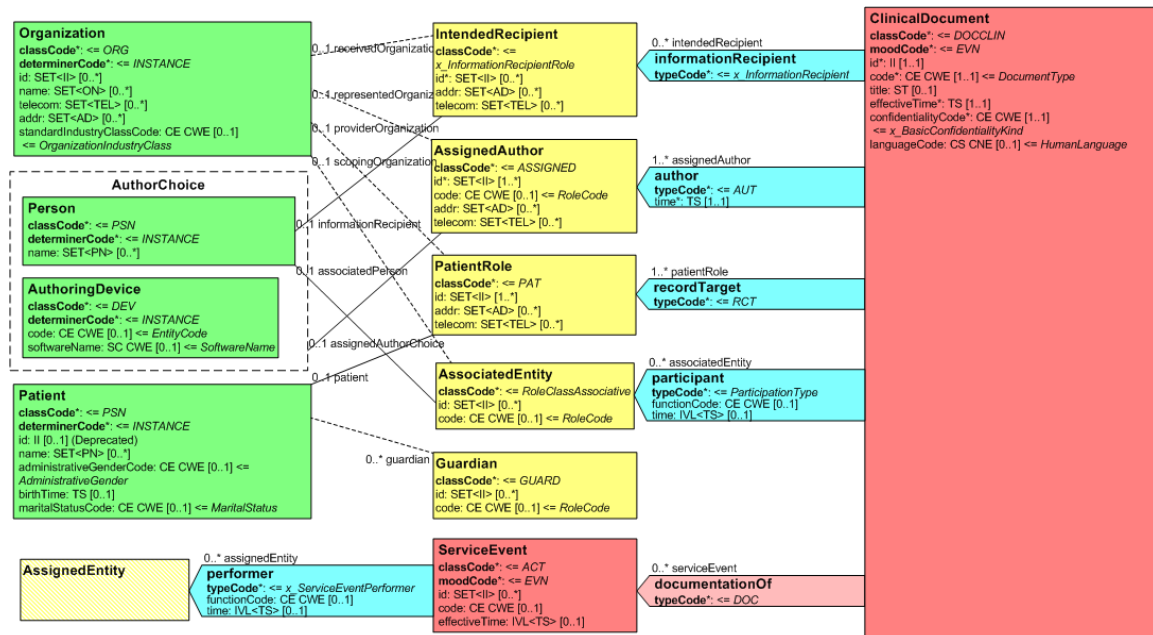 Organization
classCode*: <= ORG
determinerCode*: <= INSTANCE
id: SET<II> [0..*]
name: SET<ON> [0..*]
telecom: SET<TEL> [0..*]
addr: SET<AD> [0..*]
standardIndustryClassCode: CE CWE [0..1]
<= OrganizationIndustryClass
AuthorChoice
Person
classCode*: <= PSN
determinerCode*: <= INSTANCE
name: SET<PN> [0..*]
AuthoringDevice
classCode*: <= DEV
determinerCode*: <= INSTANCE
code: CE CWE [0..1] <= EntityCode
softwareName: SC CWE [0..1] <= SoftwareName
Patient
classCode*: <= PSN
determinerCode*: <= INSTANCE
id: II [0..1] (Deprecated)
name: SET<PN> [0..*]
administrativeGenderCode: CE CWE [0..1] <=
AdministrativeGender
birthTime: TS [0..1]
maritalStatusCode: CE CWE [0..1] <= MaritalStatus
AssignedEntity
0..1 receivedOrganizatio
0..1 representedOrganiz
0..1 providerOrganization
0..1 scopingOrganization
0..1 informationRecipient
0..1 associatedPerson
0..1 assignedAuthorChoice
0..1 patient
0..* guardian
0..* assignedEntity
performer
typeCode*: <= x_ServiceEventPerformer
functionCode: CE CWE [0..1]
time: IVL<TS> [0..1]
IntendedRecipient
classCode*: <=
x_InformationRecipientRole
id*: SET<II> [0..*]
addr: SET<AD> [0..*]
telecom: SET<TEL> [0..*]
AssignedAuthor
classCode*: <= ASSIGNED
id*: SET<II> [1..*]
code: CE CWE [0..1] <= RoleCode
addr: SET<AD> [0..*]
telecom: SET<TEL> [0..*]
PatientRole
classCode*: <= PAT
id: SET<II> [1..*]
addr: SET<AD> [0..*]
telecom: SET<TEL> [0..*]
AssociatedEntity
classCode*: <= RoleClassAssociative
id: SET<II> [0..*]
code: CE CWE [0..1] <= RoleCode
Guardian
classCode*: <= GUARD
id: SET<II> [0..*]
code: CE CWE [0..1] <= RoleCode
ServiceEvent
classCode*: <= ACT
moodCode*: <= EVN
id: SET<II> [0..*]
code: CE CWE [0..1]
effectiveTime: IVL<TS> [0..1]
0..* intendedRecipient
informationRecipient
typeCode*: <= x_InformationRecipient
1..* assignedAuthor
author
typeCode*: <= AUT
time*: TS [1..1]
1..* patientRole
recordTarget
typeCode*: <= RCT
0..* associatedEntity
participant
typeCode*: <= ParticipationType
functionCode: CE CWE [0..1]
time: IVL<TS> [0..1]
0..* serviceEvent
documentationOf
typeCode*: <= DOC
ClinicalDocument
classCode*: <= DOCCLIN
moodCode*: <= EVN
id*: II [1..1]
code*: CE CWE [1..1] <= DocumentType
title: ST [0..1]
effectiveTime*: TS [1..1]
confidentialityCode*: CE CWE [1..1]
<= x_BasicConfidentialityKind
languageCode: CS CNE [0..1] <= HumanLanguage